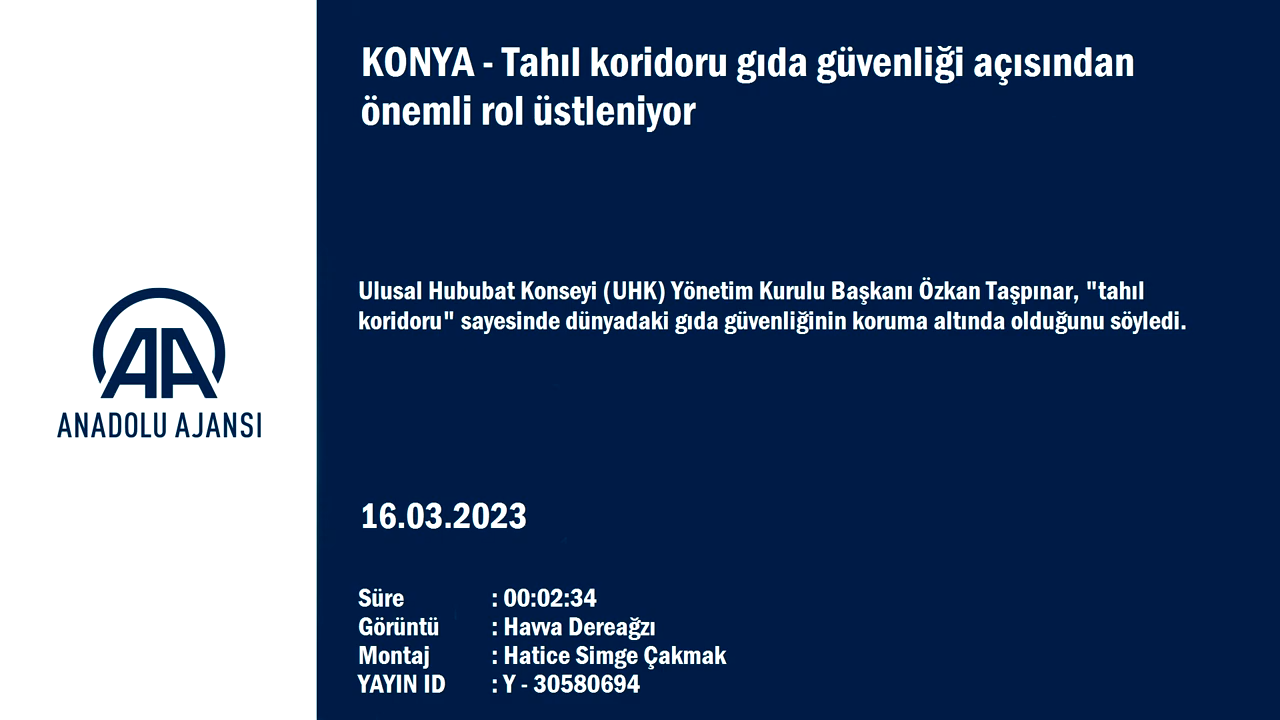 KONYA - Tahıl koridoru gıda güvenliği açısından
önemli rol üstleniyor
Ulusal Hububat Konseyi (UHK) Yönetim Kurulu Başkanı Özkan Taşpınar, "tahıl
koridoru" sayesinde dünyadaki gıda güvenliğinin koruma altında olduğunu söyledi.
AA
ANADOLU AJANSI
16.03.2023
Süre : 00:02:34
Görüntü : Havva Dereağzı
Montaj : Hatice Simge Çakmak
YAYIN ID : Y - 30580694